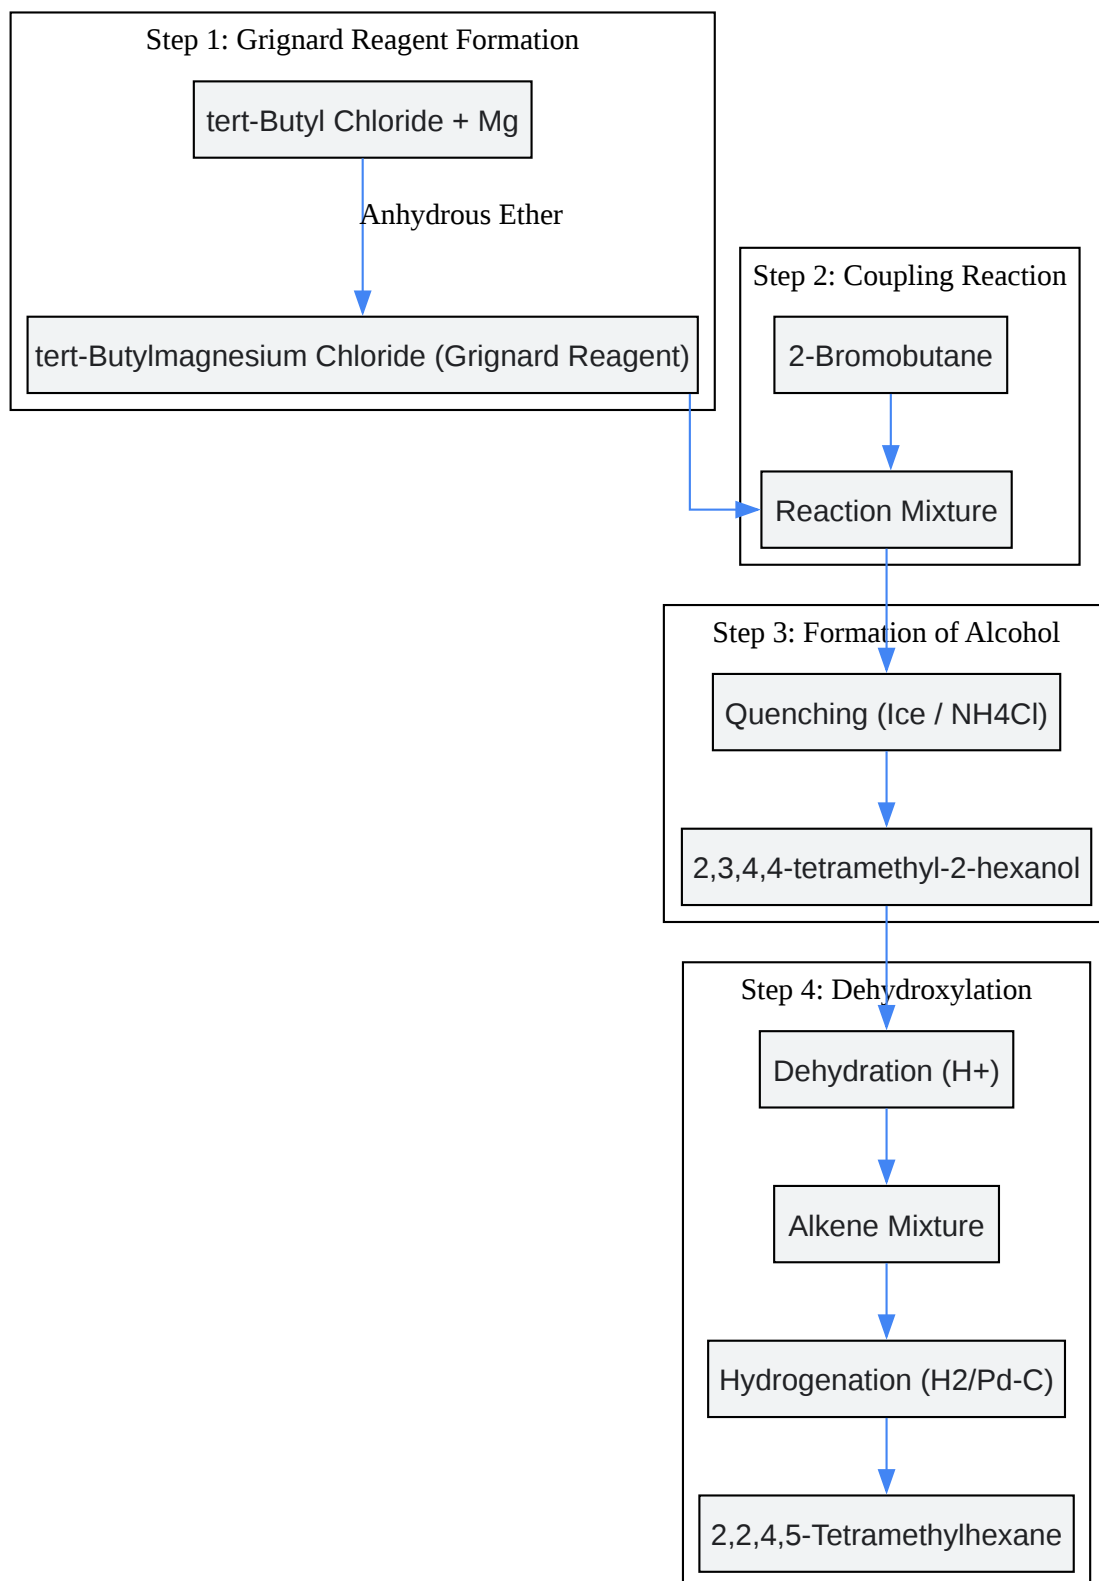 Step 1: Grignard Reagent Formation
tert-Butyl Chloride + Mg
Anhydrous Ether
tert-Butylmagnesium Chloride (Grignard Reagent)
Step 2: Coupling Reaction
2-Bromobutane
Reaction Mixture
Step 3: Formation of Alcohol
Quenching (Ice / NH4Cl)
2,3,4,4-tetramethyl-2-hexanol
Step 4: Dehydroxylation
Dehydration (H+)
Alkene Mixture
Hydrogenation (H2/Pd-C)
2,2,4,5-Tetramethylhexane